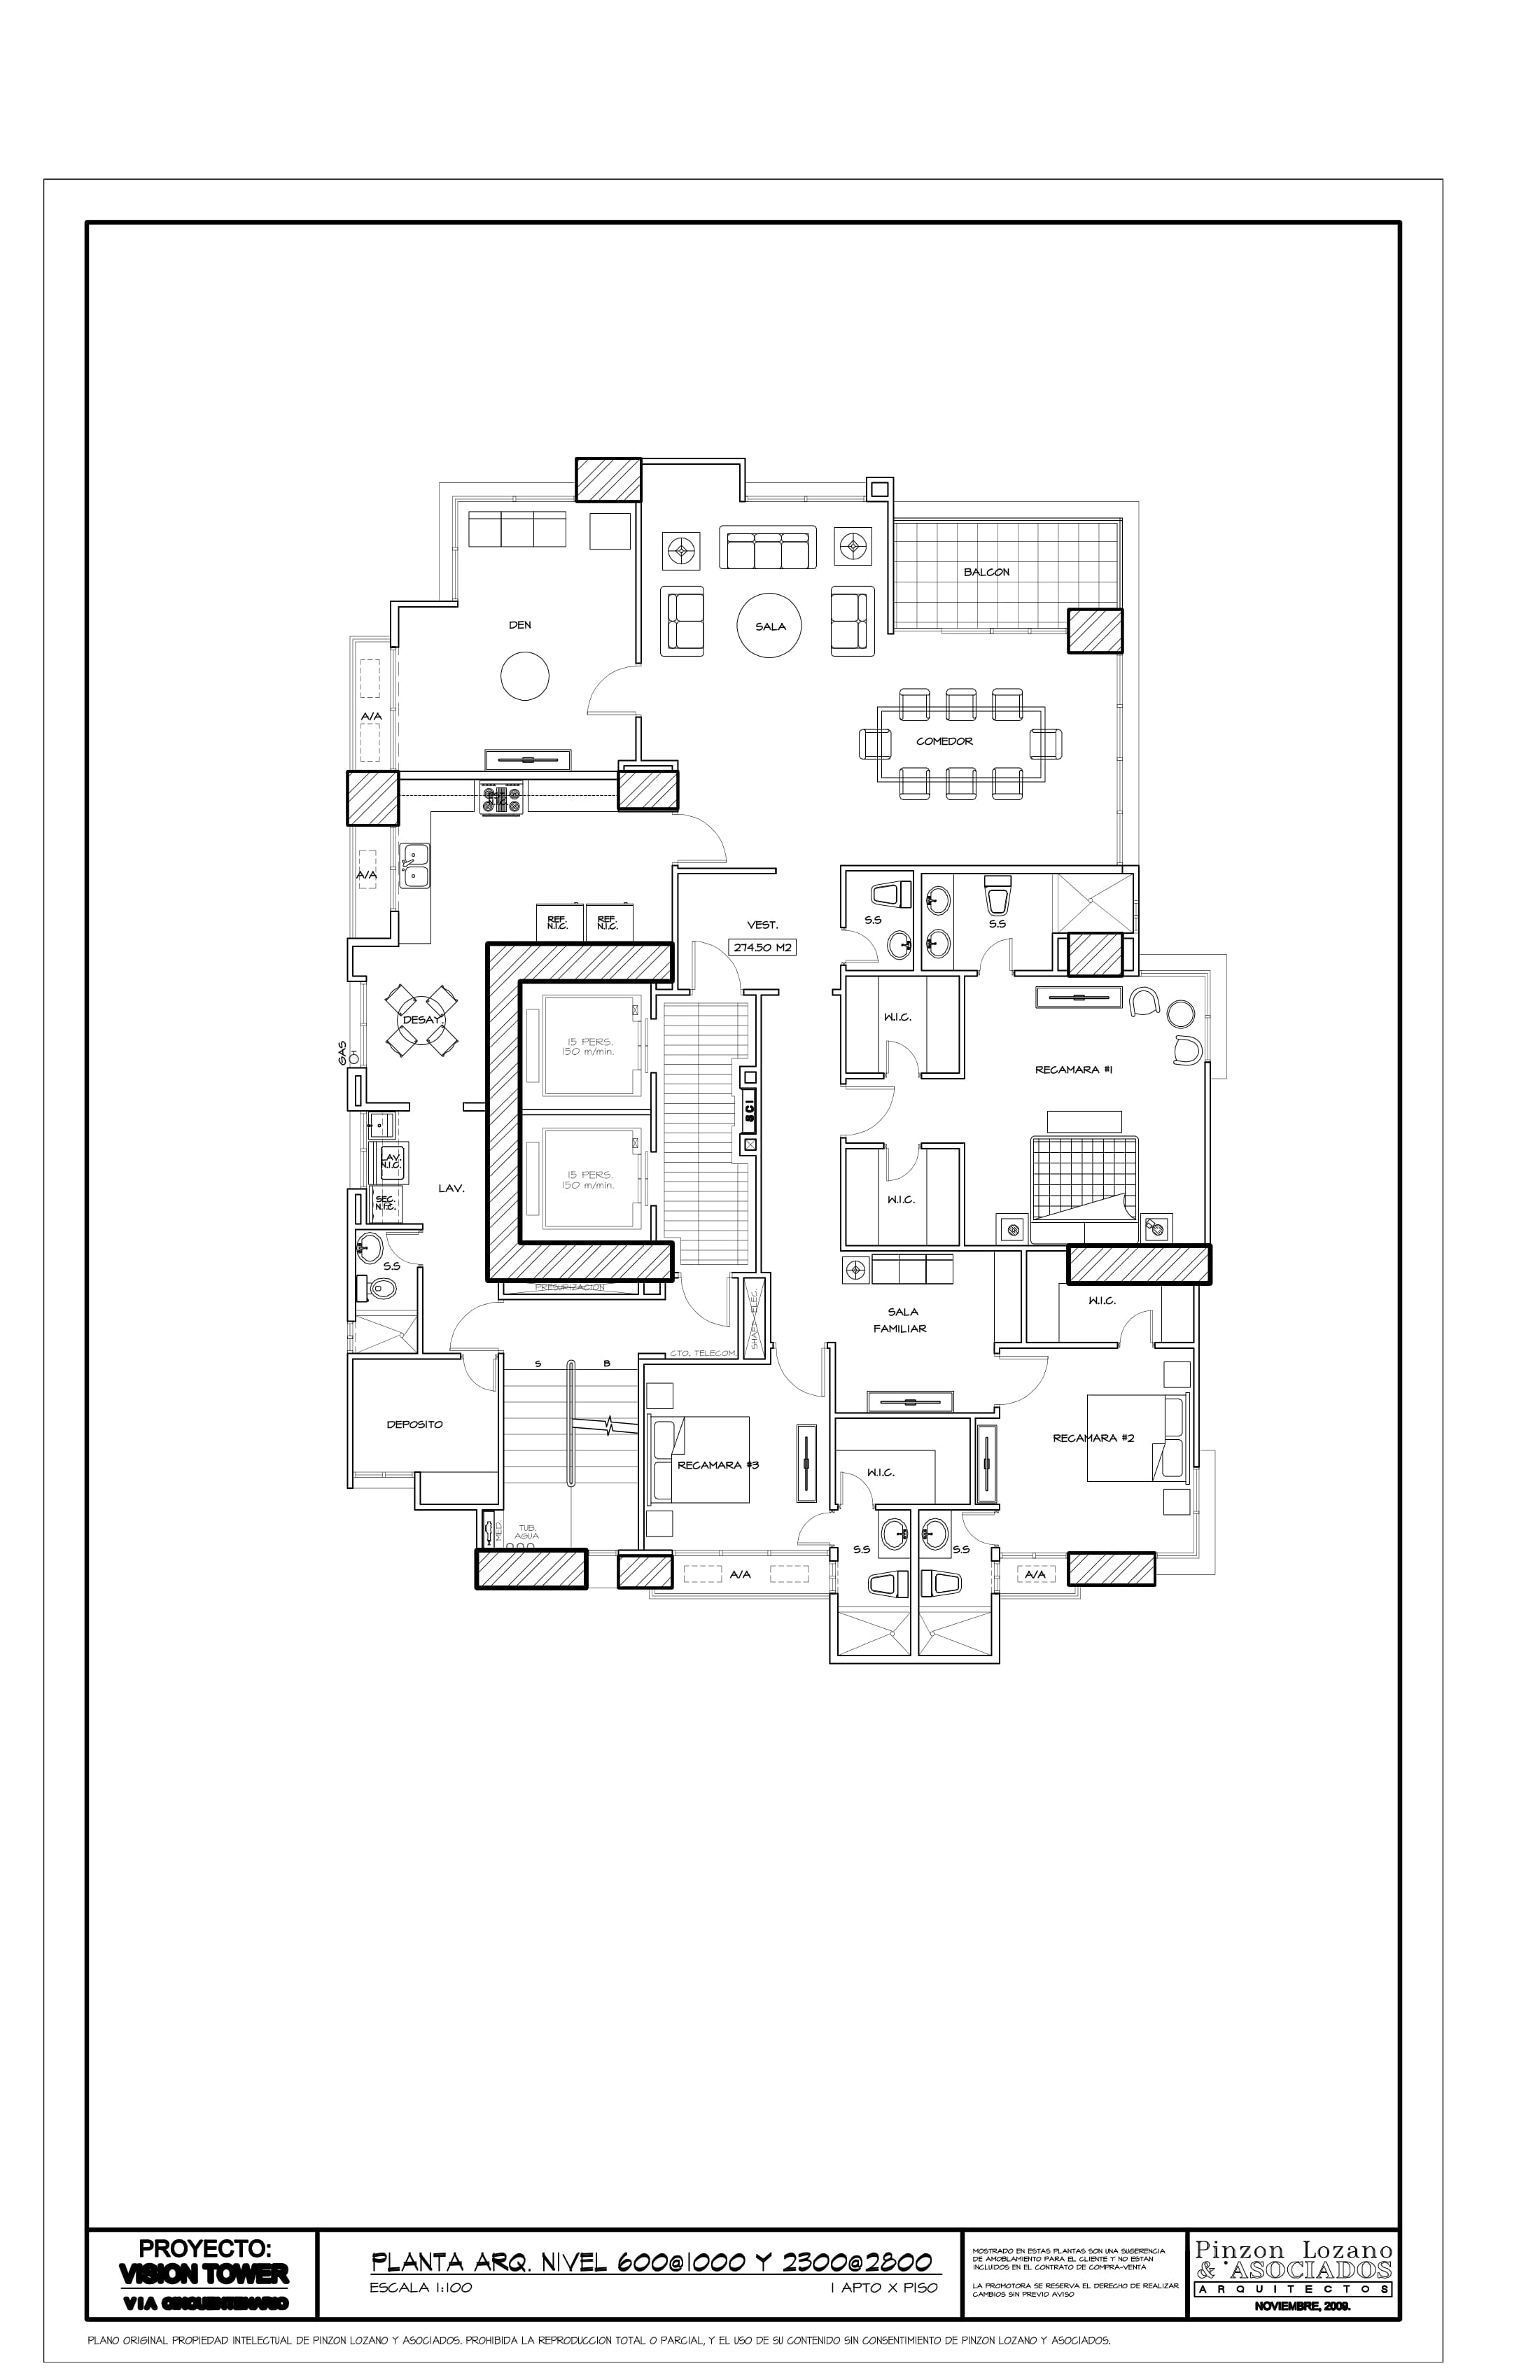 BALCON
DEN
SALA
A/A
COMEDOR
EST.
N.I.C.
A/A
REF.
N.I.C.
REF.
N.I.C.
VEST.
274.50 M2
S.S
S.S
DESAY.
GAS
15 PERS.
150 m/min.
W.I.C.
RECAMARA #1
SCI
LAV.
N.I.C.
SEC.
N.I.C.
LAV.
15 PERS.
150 m/min.
W.I.C.
S.S
PRESURIZACION
SHAFT ELEC.
SALA
FAMILIAR
W.I.C.
CTO. TELECOM.
S
B
DEPOSITO
RECAMARA #3
RECAMARA #2
W.I.C.
MED.
TUB.
AGUA
S.S
S.S
A/A
A/A
PROYECTO:
VISION TOWER
VIA CINCUENTENARIO
PLANTA ARQ. NIVEL 600@1000 Y 2300@2800
ESCALA 1:100
1 APTO X PISO
MOSTRADO EN ESTAS PLANTAS SON UNA SUGERENCIA
DE AMOBLAMIENTO PARA EL CLIENTE Y NO ESTAN
INCLUIDOS EN EL CONTRATO DE COMPRA-VENTA
LA PROMOTORA SE RESERVA EL DERECHO DE REALIZAR
CAMBIOS SIN PREVIO AVISO
Pinzon Lozano
& ASOCIADOS
ARQUITECTOS
NOVIEMBRE, 2009.
PLANO ORIGINAL PROPIEDAD INTELECTUAL DE PINZON LOZANO Y ASOCIADOS. PROHIBIDA LA REPRODUCCION TOTAL O PARCIAL, Y EL USO DE SU CONTENIDO SIN CONSENTIMIENTO DE PINZON LOZANO Y ASOCIADOS.